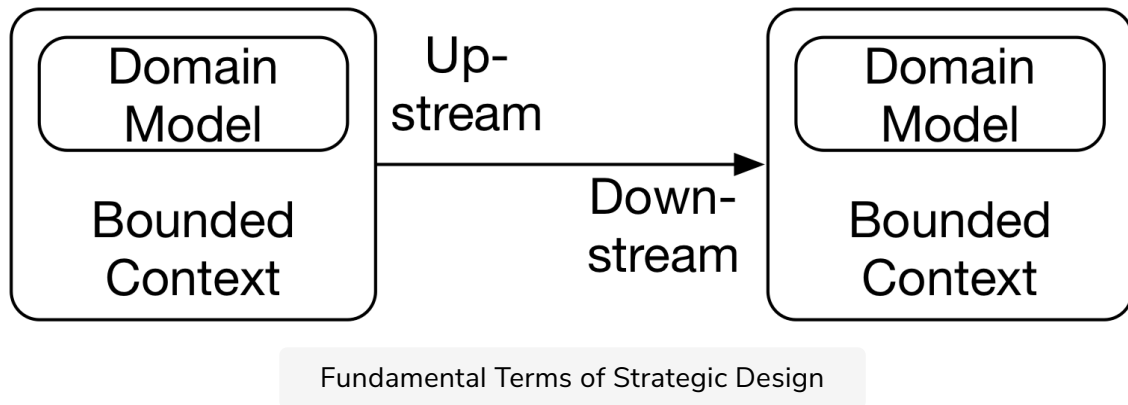 Domain
Model
Bounded
Context
Up-
stream
Down-
stream
Domain
Model
Bounded
Context
Fundamental Terms of Strategic Design